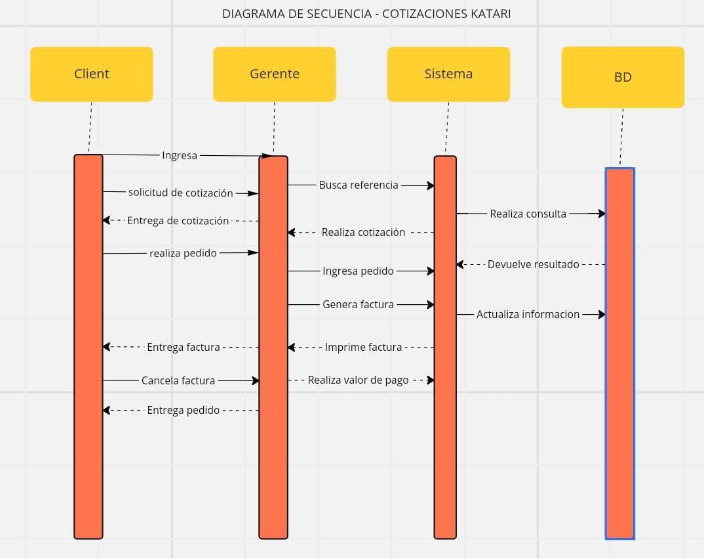 DIAGRAMA DE SECUENCIA - COTIZACIONES KATARI
Client
Gerente
Sistema
BD
Ingresa
Busca referencia
solicitud de cotización
Realiza consulta
Entrega de cotización
Realiza cotización
realiza pedido
Devuelve resultado
Ingresa pedido
Genera factura
Actualiza informacion
Entrega factura
Imprime factura
Cancela factura
Realiza valor de pago
Entrega pedido